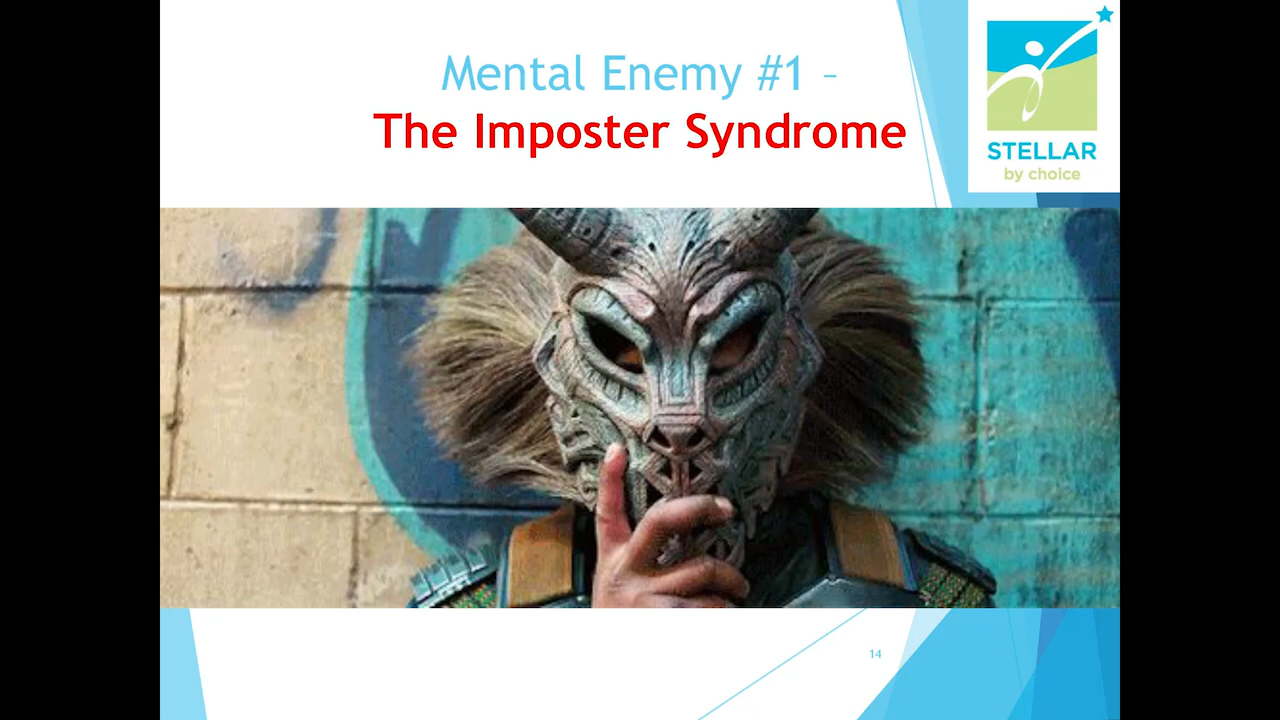 Mental Enemy #1 –
The Imposter Syndrome
STELLAR
by choice
14